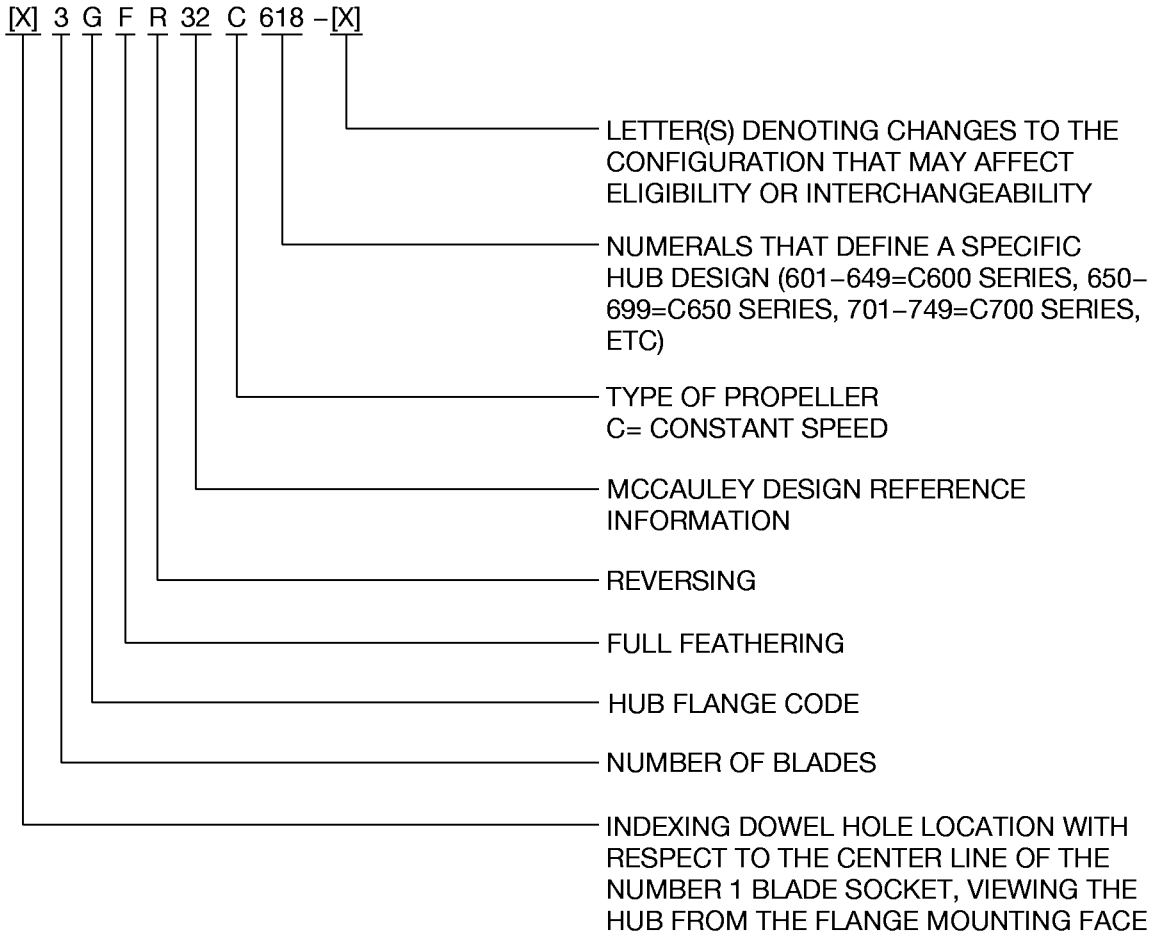 [X] 3 G F R 32 C 618 –[X]
LETTER(S) DENOTING CHANGES TO THE
CONFIGURATION THAT MAY AFFECT
ELIGIBILITY OR INTERCHANGEABILITY
NUMERALS THAT DEFINE A SPECIFIC
HUB DESIGN (601–649=C600 SERIES, 650–
699=C650 SERIES, 701–749=C700 SERIES,
ETC)
TYPE OF PROPELLER
C= CONSTANT SPEED
MCCAULEY DESIGN REFERENCE
INFORMATION
REVERSING
FULL FEATHERING
HUB FLANGE CODE
NUMBER OF BLADES
INDEXING DOWEL HOLE LOCATION WITH
RESPECT TO THE CENTER LINE OF THE
NUMBER 1 BLADE SOCKET, VIEWING THE
HUB FROM THE FLANGE MOUNTING FACE